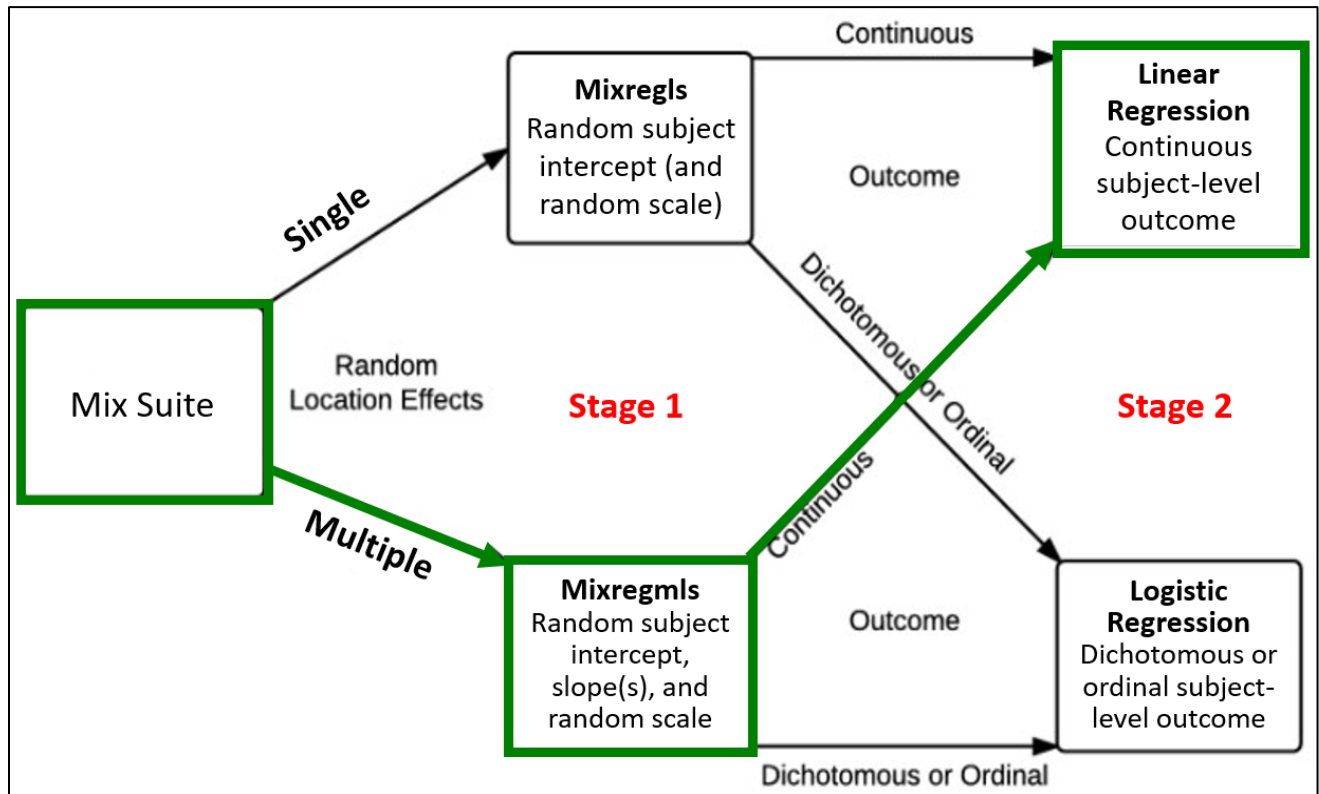 Continuous
Mixregls
Random subject
intercept (and
random scale)
Linear
Regression
Continuous
subject-level
outcome
Outcome
Single
Dichotomous or Ordinal
Mix Suite
Random
Location Effects
Stage 1
Stage 2
Continuous
Multiple
Mixregmls
Random subject
intercept,
slope(s), and
random scale
Outcome
Logistic
Regression
Dichotomous or
ordinal subject-
level outcome
Dichotomous or Ordinal